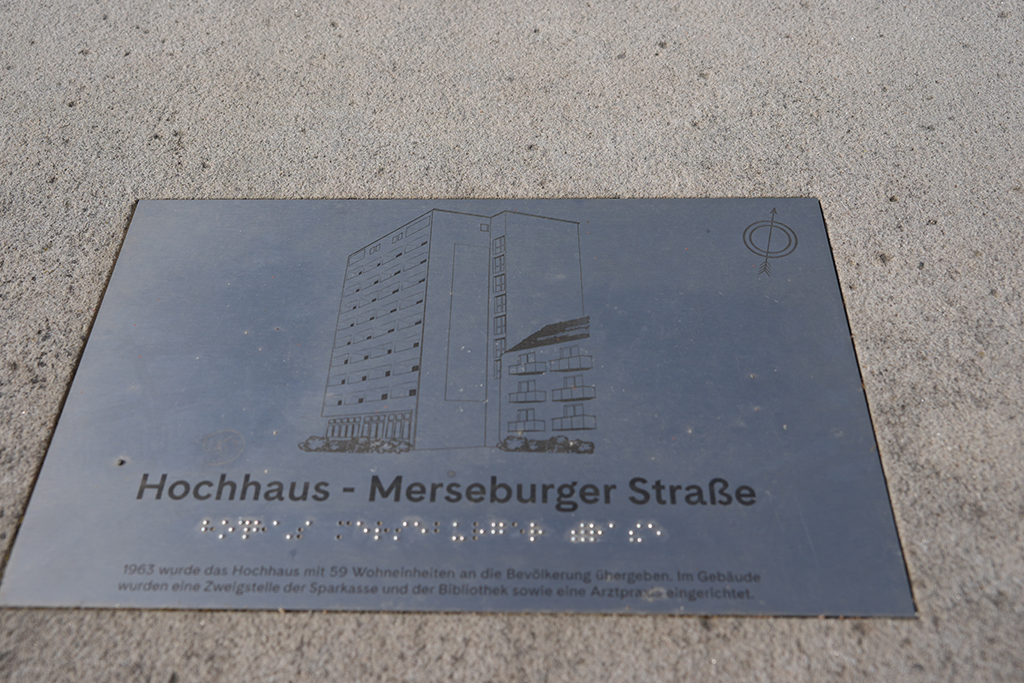 Hochhaus - Merseburger Straße
1963 wurde das Hochhaus mit 59 Wohneinheiten an die Bevölkerung übergeben. Im Gebäude
wurden eine Zweigstelle der Sparkasse und der Bibliothek sowie eine Arztpraxis eingerichtet.